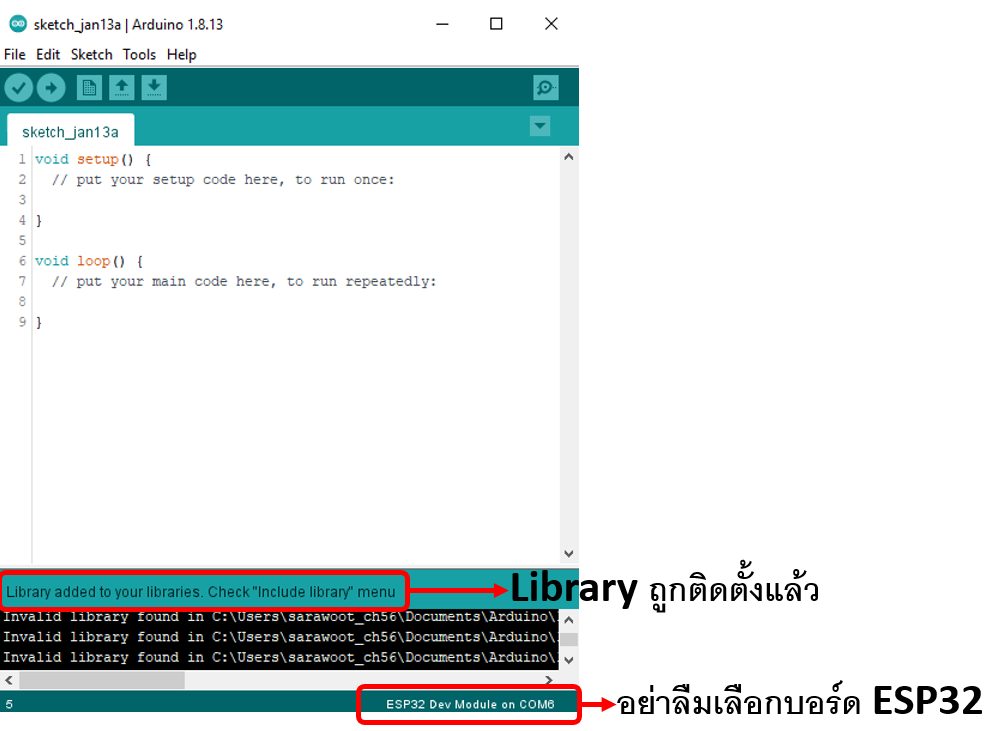 sketch_jan13a | Arduino 1.8.13
File Edit Sketch Tools Help
sketch_jan13a
1 void setup() {
2 // put your setup code here, to run once:
3
4 }
5
6 void loop() {
7 // put your main code here, to run repeatedly:
8
9 }
Library added to your libraries. Check "Include library" menu
Library ถูกติดตั้งแล้ว
Invalid library found in C:\Users\sarawoot_ch56\Documents\Arduino\
Invalid library found in C:\Users\sarawoot_ch56\Documents\Arduino\
Invalid library found in C:\Users\sarawoot_ch56\Documents\Arduino\
5
ESP32 Dev Module on COM6
อย่าลืมเลือกบอร์ด ESP32